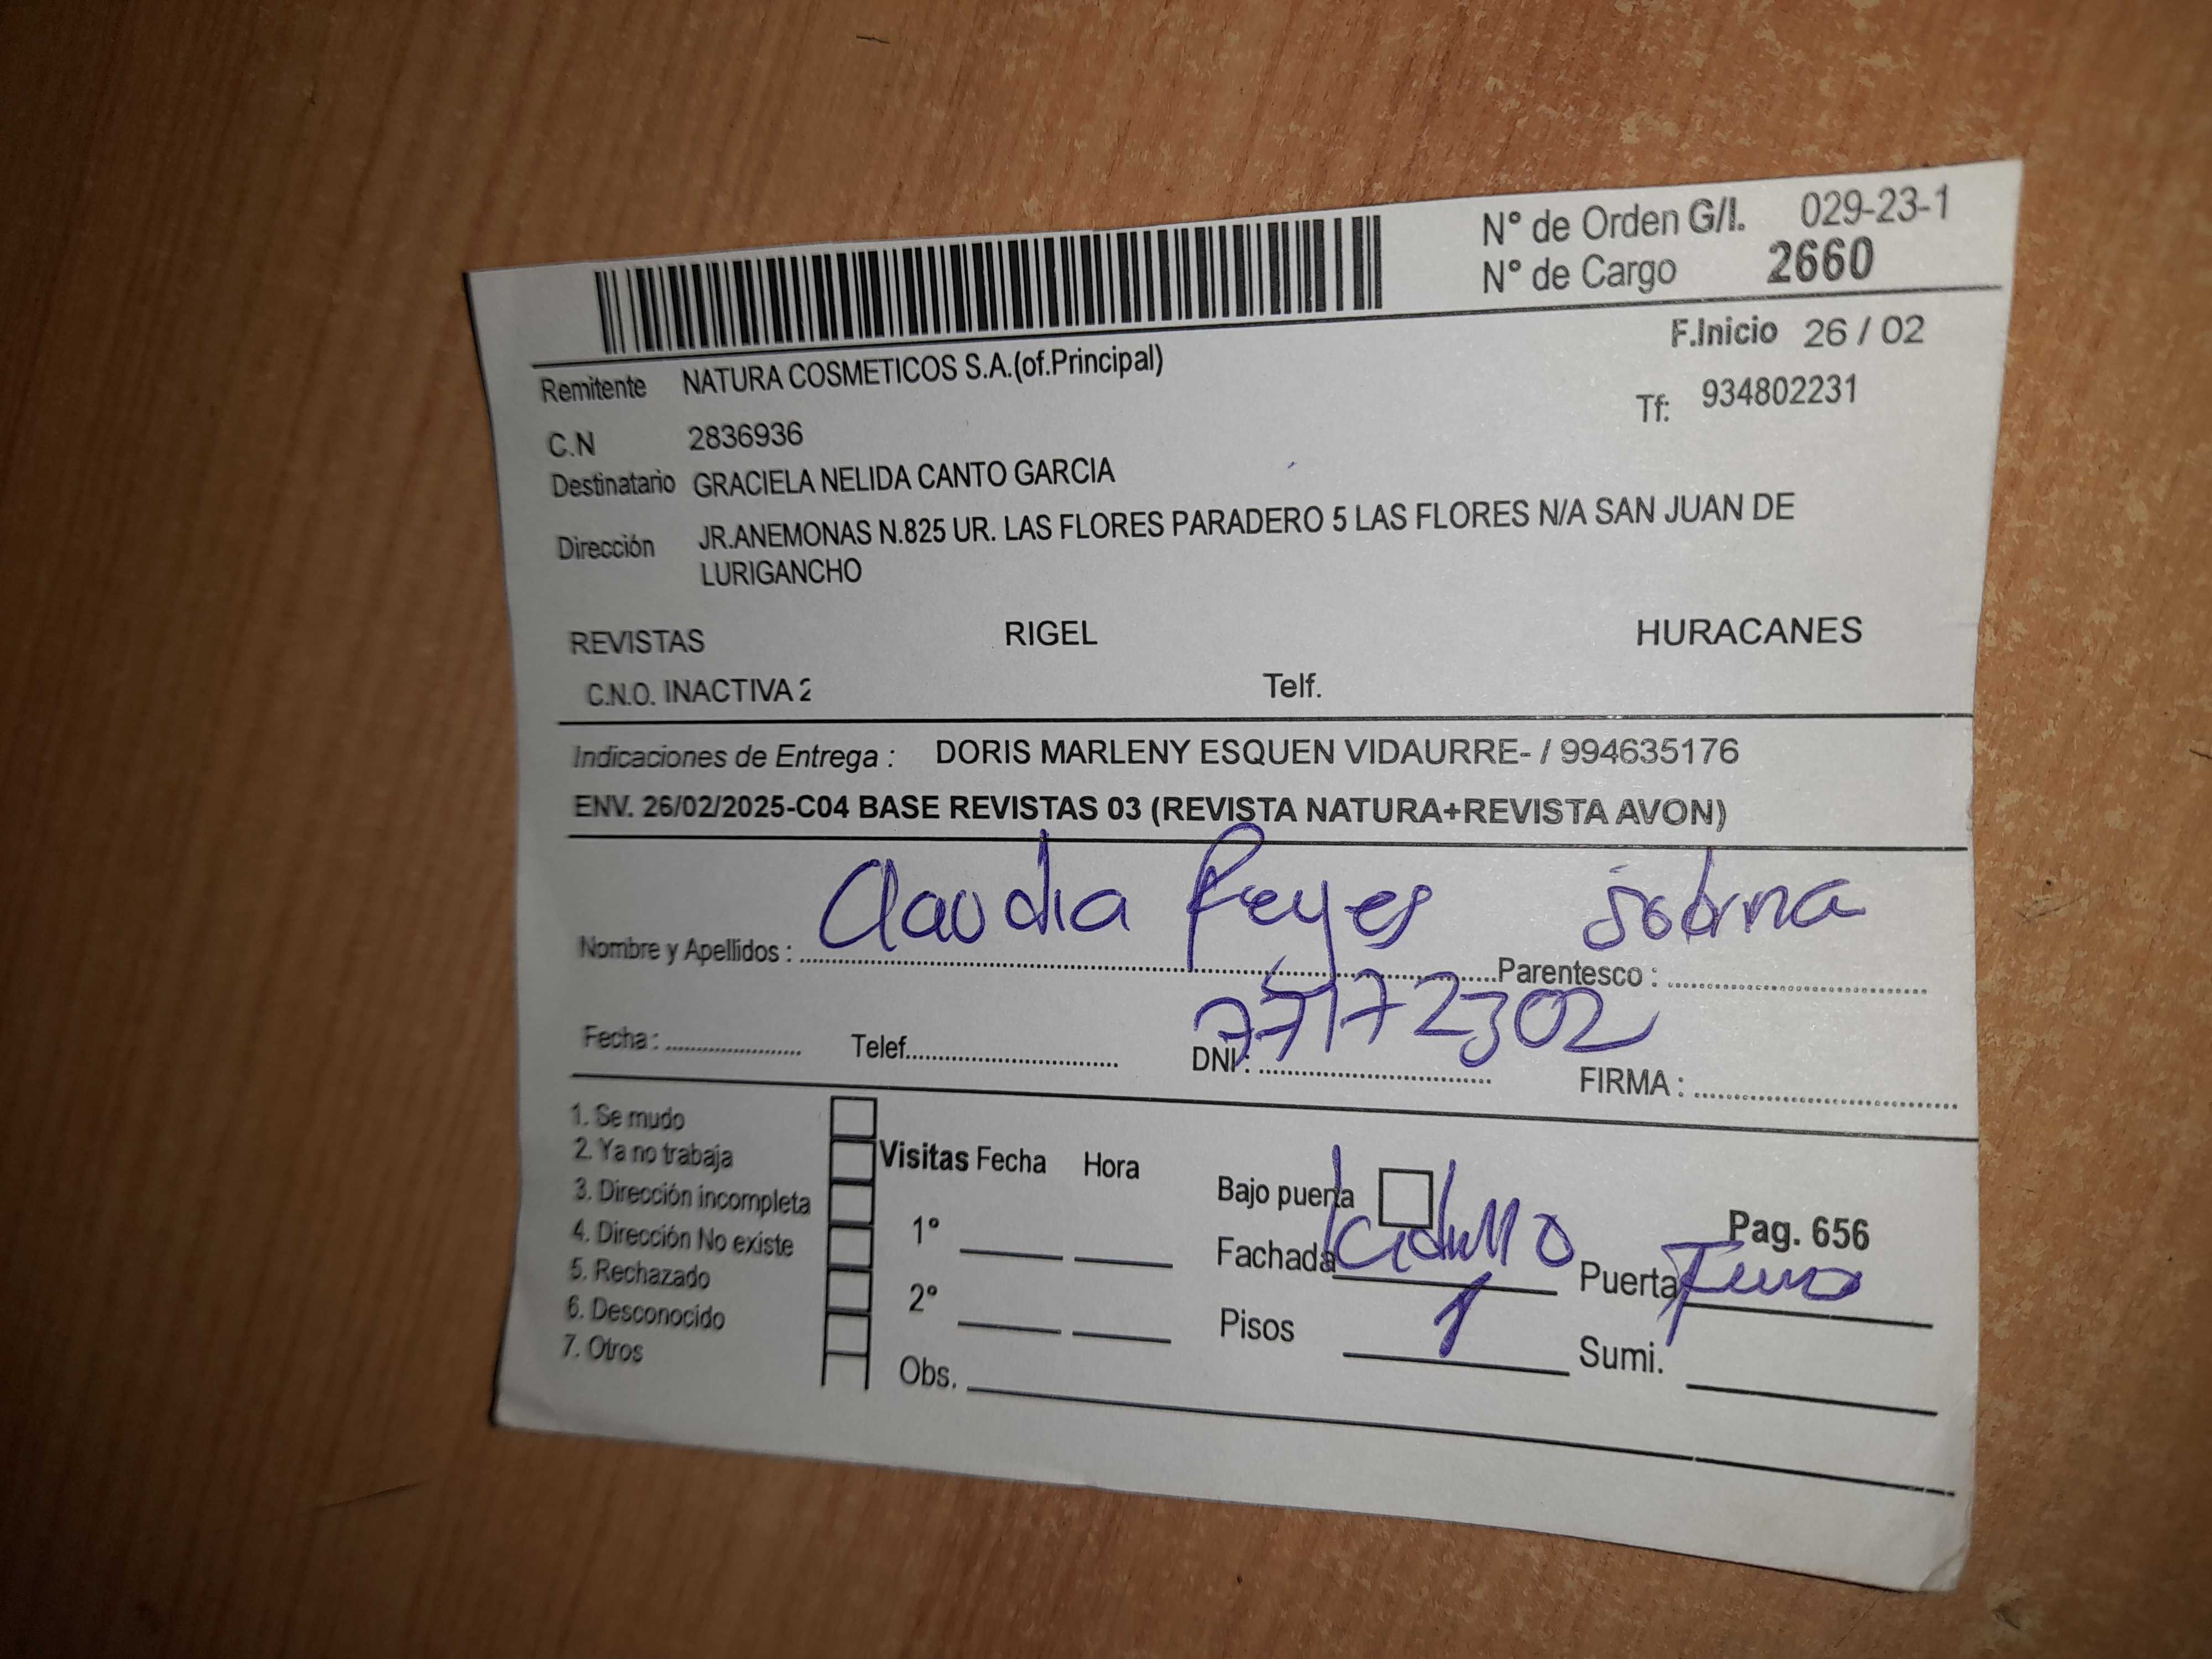 N° de Orden G/I. 029-23-1
N° de Cargo 2660
F.Inicio 26 / 02
Remitente NATURA COSMETICOS S.A.(of.Principal)
Tf: 934802231
C.N 2836936
Destinatario GRACIELA NELIDA CANTO GARCIA
Dirección JR.ANEMONAS N.825 UR. LAS FLORES PARADERO 5 LAS FLORES N/A SAN JUAN DE
LURIGANCHO
REVISTAS RIGEL HURACANES
C.N.O. INACTIVA 2 Telf.
Indicaciones de Entrega : DORIS MARLENY ESQUEN VIDAURRE- / 994635176
ENV. 26/02/2025-C04 BASE REVISTAS 03 (REVISTA NATURA+REVISTA AVON)
Nombre y Apellidos : Claudia Reyes Parentesco : sobrina
Fecha : Telef. DNI : 77172302 FIRMA :
1. Se mudo
2. Ya no trabaja
3. Dirección incompleta
4. Dirección No existe
5. Rechazado
6. Desconocido
7. Otros
Visitas Fecha Hora
1°
2°
Obs.
Bajo puerta
Pag. 656
Fachada Ladrillo Puerta
Pisos 1 Sumi.